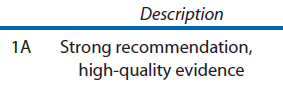 Description
1A Strong recommendation,
high-quality evidence